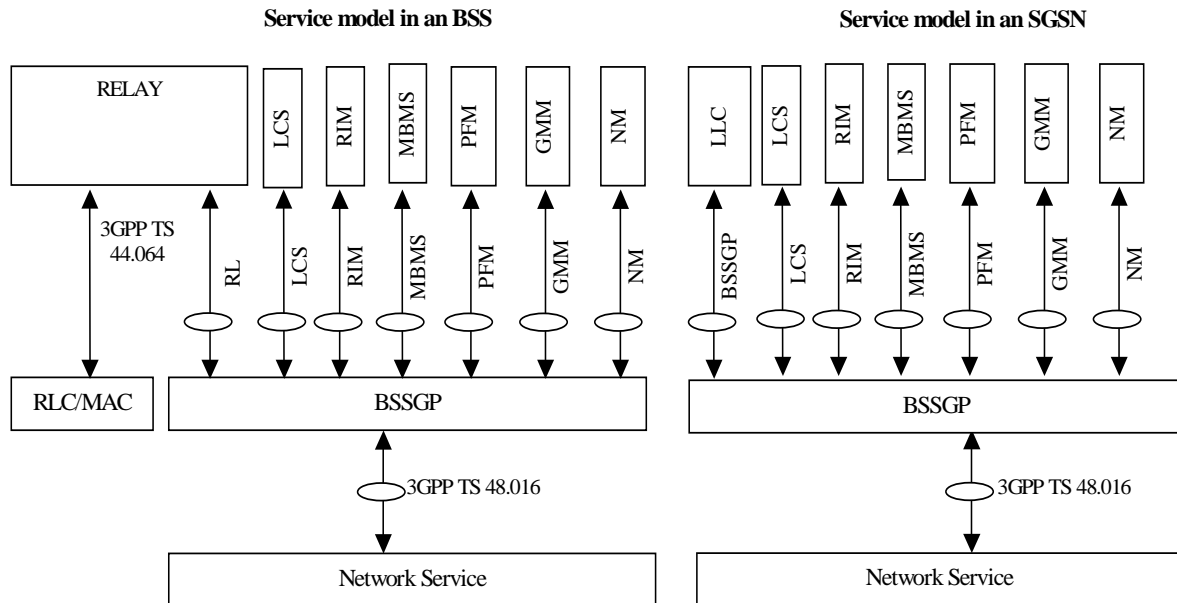 Service model in an BSS
Service model in an SGSN
RELAY
LCS
RIM
MBMS
PFM
GMM
NM
LLC
LCS
RIM
MBMS
PFM
GMM
NM
3GPP TS
44.064
RL
LCS
RIM
MBMS
PFM
GMM
NM
BSSGP
LCS
RIM
MBMS
PFM
GMM
NM
RLC/MAC
BSSGP
BSSGP
3GPP TS 48.016
3GPP TS 48.016
Network Service
Network Service